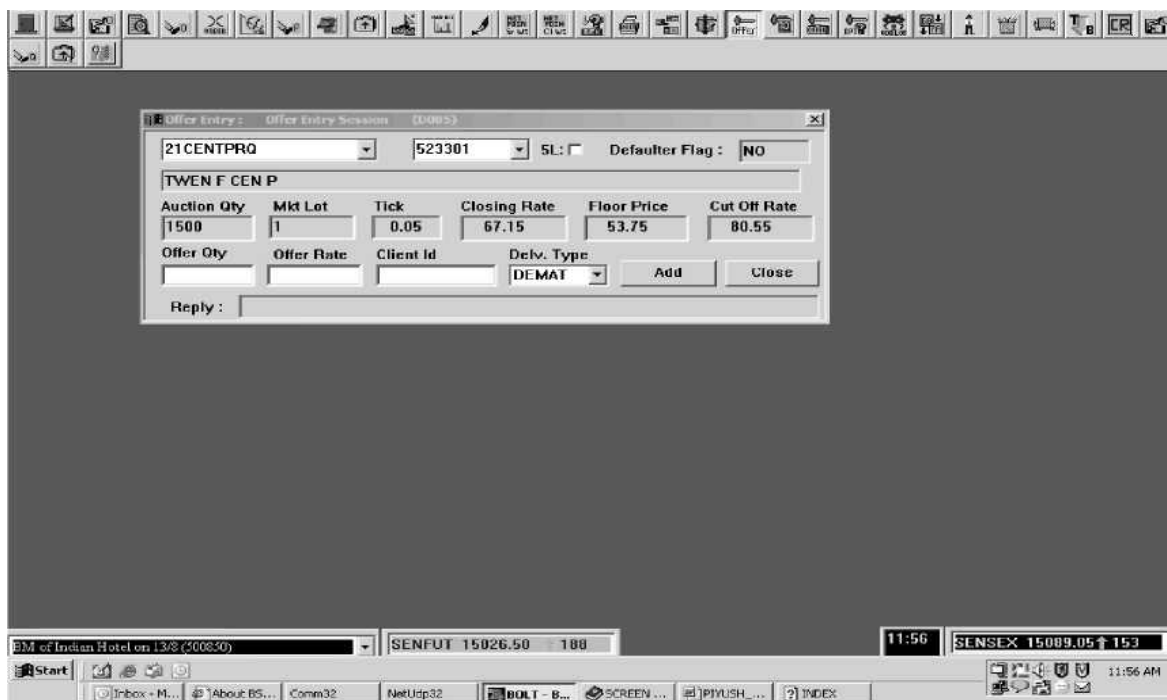 Offer
CR
Offer Entry : Offer Entry Session (D005)
21CENTPRQ 523301 SL: Defaulter Flag : NO
TWEN F CEN P
Auction Qty Mkt Lot Tick Closing Rate Floor Price Cut Off Rate
1500 1 0.05 67.15 53.75 80.55
Offer Qty Offer Rate Client Id Delv. Type
DEMAT Add Close
Reply :
BM of Indian Hotel on 13/8 (500850) SENFUT 15026.50 188 11:56 SENSEX 15089.05↑ 153
Start 11:56 AM
Inbox - M... About BS... Comm32 NetUdp32 BOLT - B... SCREEN ... PIYUSH_... INDEX